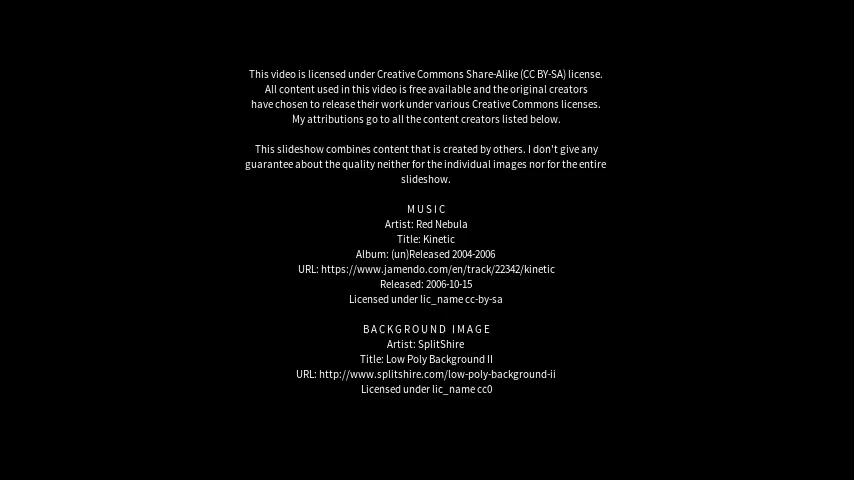 This video is licensed under Creative Commons Share-Alike (CC BY-SA) license.
All content used in this video is free available and the original creators
have chosen to release their work under various Creative Commons licenses.
My attributions go to all the content creators listed below.
This slideshow combines content that is created by others. I don't give any
guarantee about the quality neither for the individual images nor for the entire
slideshow.
MUSIC
Artist: Red Nebula
Title: Kinetic
Album: (un)Released 2004-2006
URL: https://www.jamendo.com/en/track/22342/kinetic
Released: 2006-10-15
Licensed under lic_name cc-by-sa
BACKGROUND IMAGE
Artist: SplitShire
Title: Low Poly Background II
URL: http://www.splitshire.com/low-poly-background-ii
Licensed under lic_name cc0